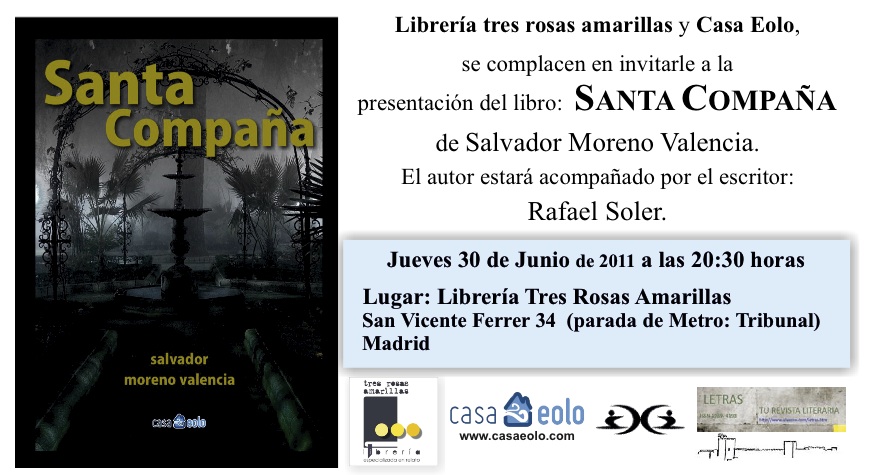 Santa
Compaña
salvador
moreno valencia
casa eolo
Librería tres rosas amarillas y Casa Eolo,
se complacen en invitarle a la
presentación del libro: SANTA COMPAÑA
de Salvador Moreno Valencia.
El autor estará acompañado por el escritor:
Rafael Soler.
Jueves 30 de Junio de 2011 a las 20:30 horas
Lugar: Librería Tres Rosas Amarillas
San Vicente Ferrer 34 (parada de Metro: Tribunal)
Madrid
tres rosas
amarillas
librería
especializada en relato
casa eolo
www.casaeolo.com
LETRAS
TU REVISTA LITERARIA